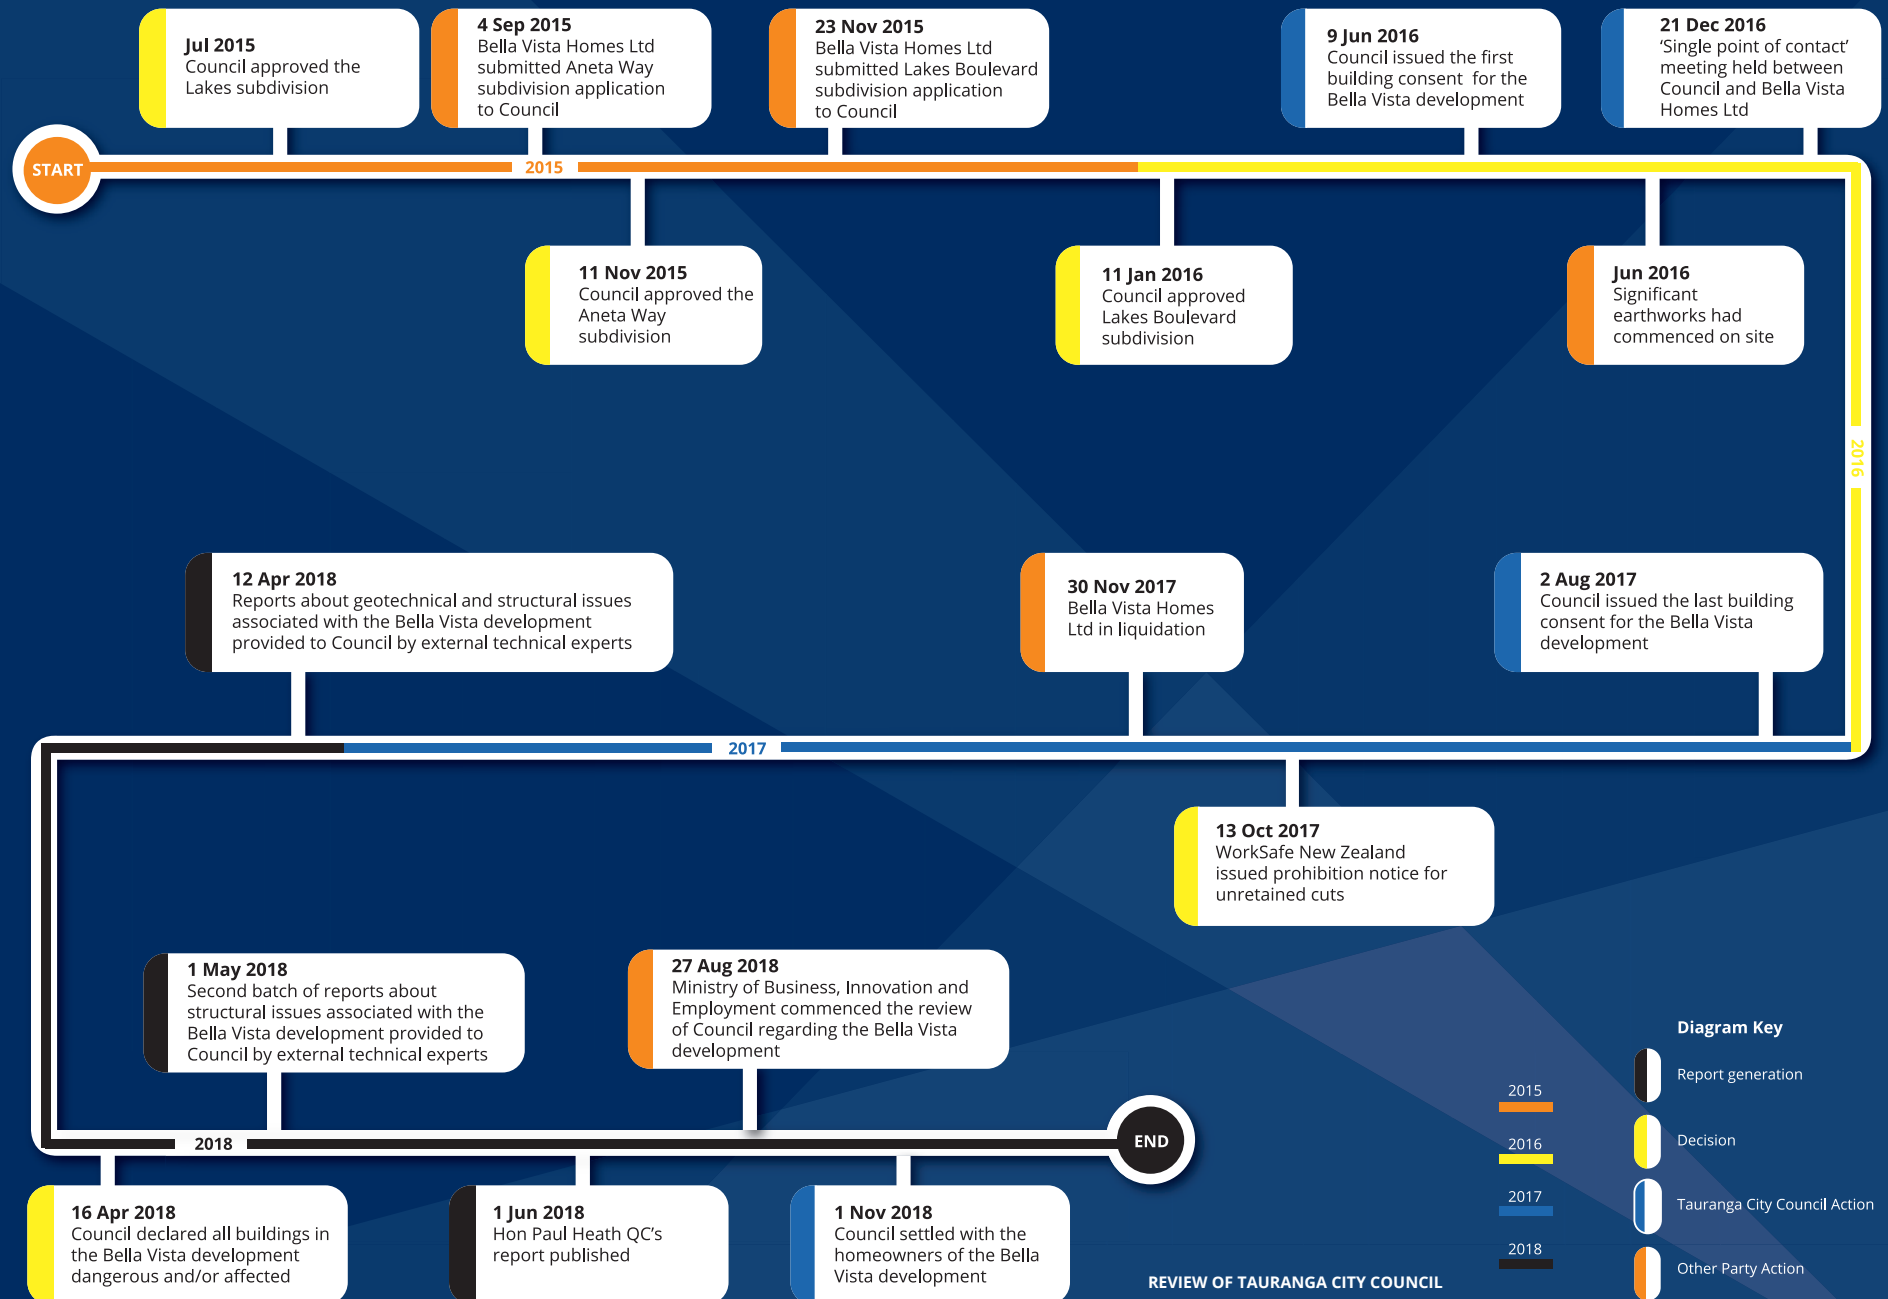 Jul 2015
Council approved the
Lakes subdivision
4 Sep 2015
Bella Vista Homes Ltd
submitted Aneta Way
subdivision application
to Council
23 Nov 2015
Bella Vista Homes Ltd
submitted Lakes Boulevard
subdivision application
to Council
9 Jun 2016
Council issued the first
building consent for the
Bella Vista development
21 Dec 2016
‘Single point of contact’
meeting held between
Council and Bella Vista
Homes Ltd
START
2015
11 Nov 2015
Council approved the
Aneta Way
subdivision
11 Jan 2016
Council approved
Lakes Boulevard
subdivision
Jun 2016
Significant
earthworks had
commenced on site
2016
12 Apr 2018
Reports about geotechnical and structural issues
associated with the Bella Vista development
provided to Council by external technical experts
30 Nov 2017
Bella Vista Homes
Ltd in liquidation
2 Aug 2017
Council issued the last building
consent for the Bella Vista
development
2017
13 Oct 2017
WorkSafe New Zealand
issued prohibition notice for
unretained cuts
1 May 2018
Second batch of reports about
structural issues associated with the
Bella Vista development provided to
Council by external technical experts
27 Aug 2018
Ministry of Business, Innovation and
Employment commenced the review
of Council regarding the Bella Vista
development
2018
END
16 Apr 2018
Council declared all buildings in
the Bella Vista development
dangerous and/or affected
1 Jun 2018
Hon Paul Heath QC’s
report published
1 Nov 2018
Council settled with the
homeowners of the Bella
Vista development
Diagram Key
2015
2016
2017
2018
Report generation
Decision
Tauranga City Council Action
Other Party Action
REVIEW OF TAURANGA CITY COUNCIL